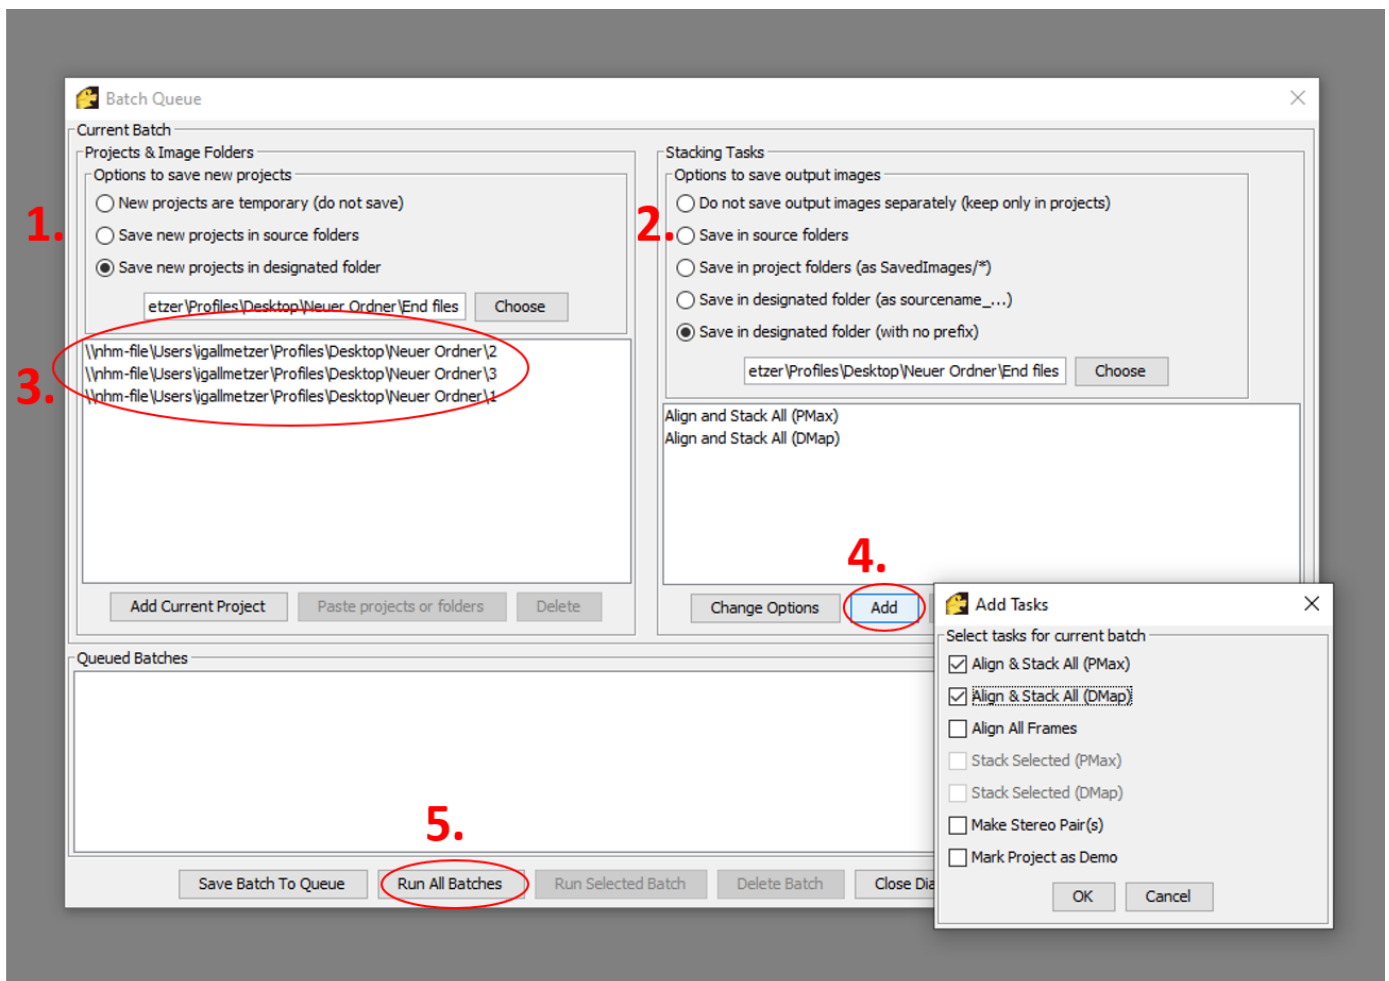 Batch Queue
Current Batch
Projects & Image Folders
Options to save new projects
New projects are temporary (do not save)
1.
Save new projects in source folders
Save new projects in designated folder
etzer\Profiles\Desktop\Neuer Ordner\End files
Choose
3.
\\nhm-file\Users\igallmetzer\Profiles\Desktop\Neuer Ordner\2
\\nhm-file\Users\igallmetzer\Profiles\Desktop\Neuer Ordner\3
\\nhm-file\Users\igallmetzer\Profiles\Desktop\Neuer Ordner\1
Add Current Project
Paste projects or folders
Delete
Stacking Tasks
Options to save output images
Do not save output images separately (keep only in projects)
2.
Save in source folders
Save in project folders (as SavedImages/*)
Save in designated folder (as sourcename_...)
Save in designated folder (with no prefix)
etzer\Profiles\Desktop\Neuer Ordner\End files
Choose
Align and Stack All (PMax)
Align and Stack All (DMap)
4.
Change Options
Add
Queued Batches
5.
Save Batch To Queue
Run All Batches
Run Selected Batch
Delete Batch
Close Dia
Add Tasks
Select tasks for current batch
Align & Stack All (PMax)
Align & Stack All (DMap)
Align All Frames
Stack Selected (PMax)
Stack Selected (DMap)
Make Stereo Pair(s)
Mark Project as Demo
OK
Cancel